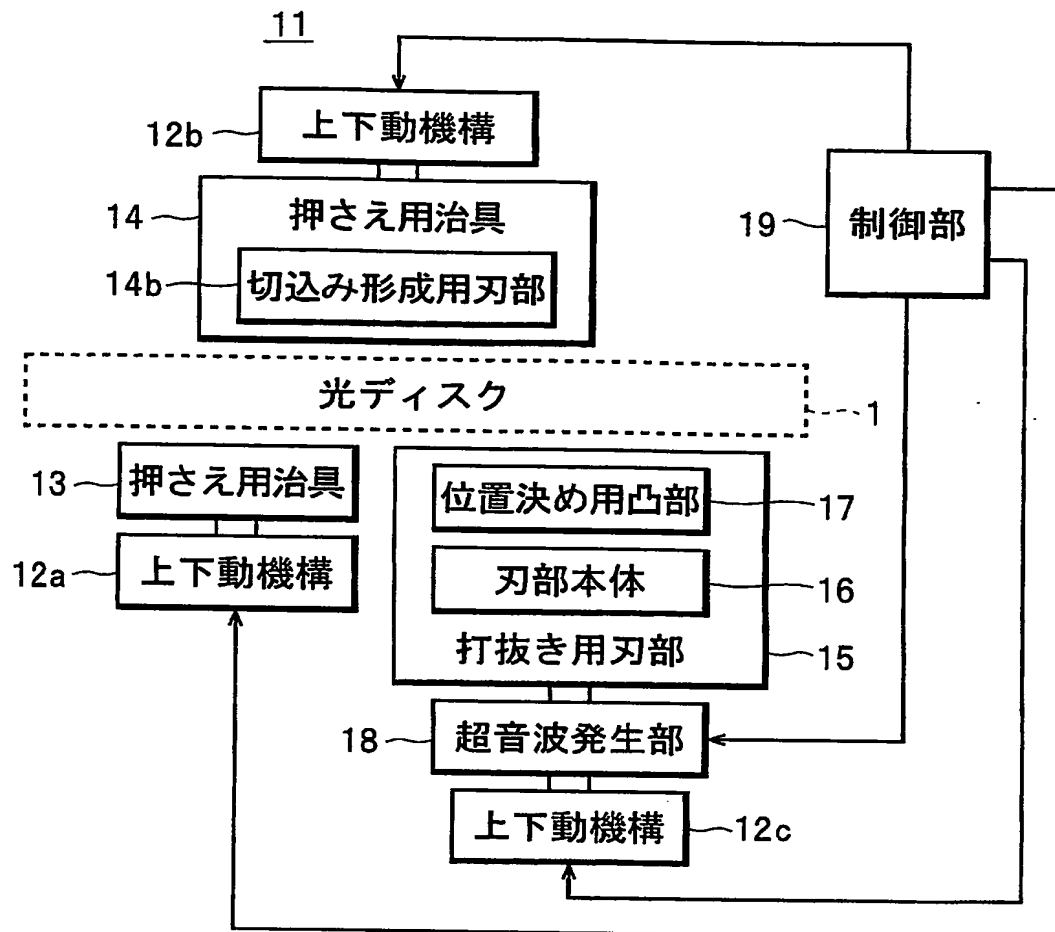 11
12b
上下動機構
14
押さえ用治具
14b
切込み形成用刃部
19
制御部
光ディスク
1
13
押さえ用治具
12a
上下動機構
位置決め用凸部
17
刃部本体
16
打抜き用刃部
15
18
超音波発生部
上下動機構
12c